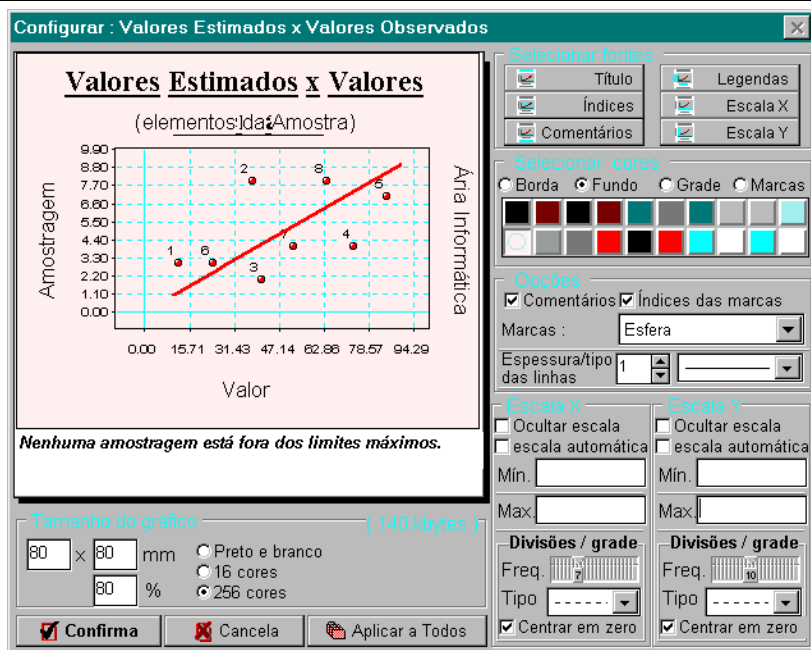 Configurar : Valores Estimados x Valores Observados
Valores Estimados x Valores
(elementos da Amostra)
Amostragem
9.90
8.80
7.70
6.60
5.50
4.40
3.30
2.20
1.10
0.00
1
2
3
4
5
6
7
8
0.00 15.71 31.43 47.14 62.86 78.57 94.29
Valor
Ária Informática
Nenhuma amostragem está fora dos limites máximos.
Tamanho do gráfico ( 140 kbytes )
80 x 80 mm
80 %
Preto e branco
16 cores
256 cores
Confirma Cancela Aplicar a Todos
Selecionar fontes
Título Legendas
Índices Escala X
Comentários Escala Y
Selecionar cores
Borda Fundo Grade Marcas
Opções
Comentários Índices das marcas
Marcas : Esfera
Espessura/tipo
das linhas 1
Escala X
Ocultar escala
escala automática
Mín.
Max.
Divisões / grade
Freq. 7
Tipo
Centrar em zero
Escala Y
Ocultar escala
escala automática
Mín.
Max.
Divisões / grade
Freq. 10
Tipo
Centrar em zero